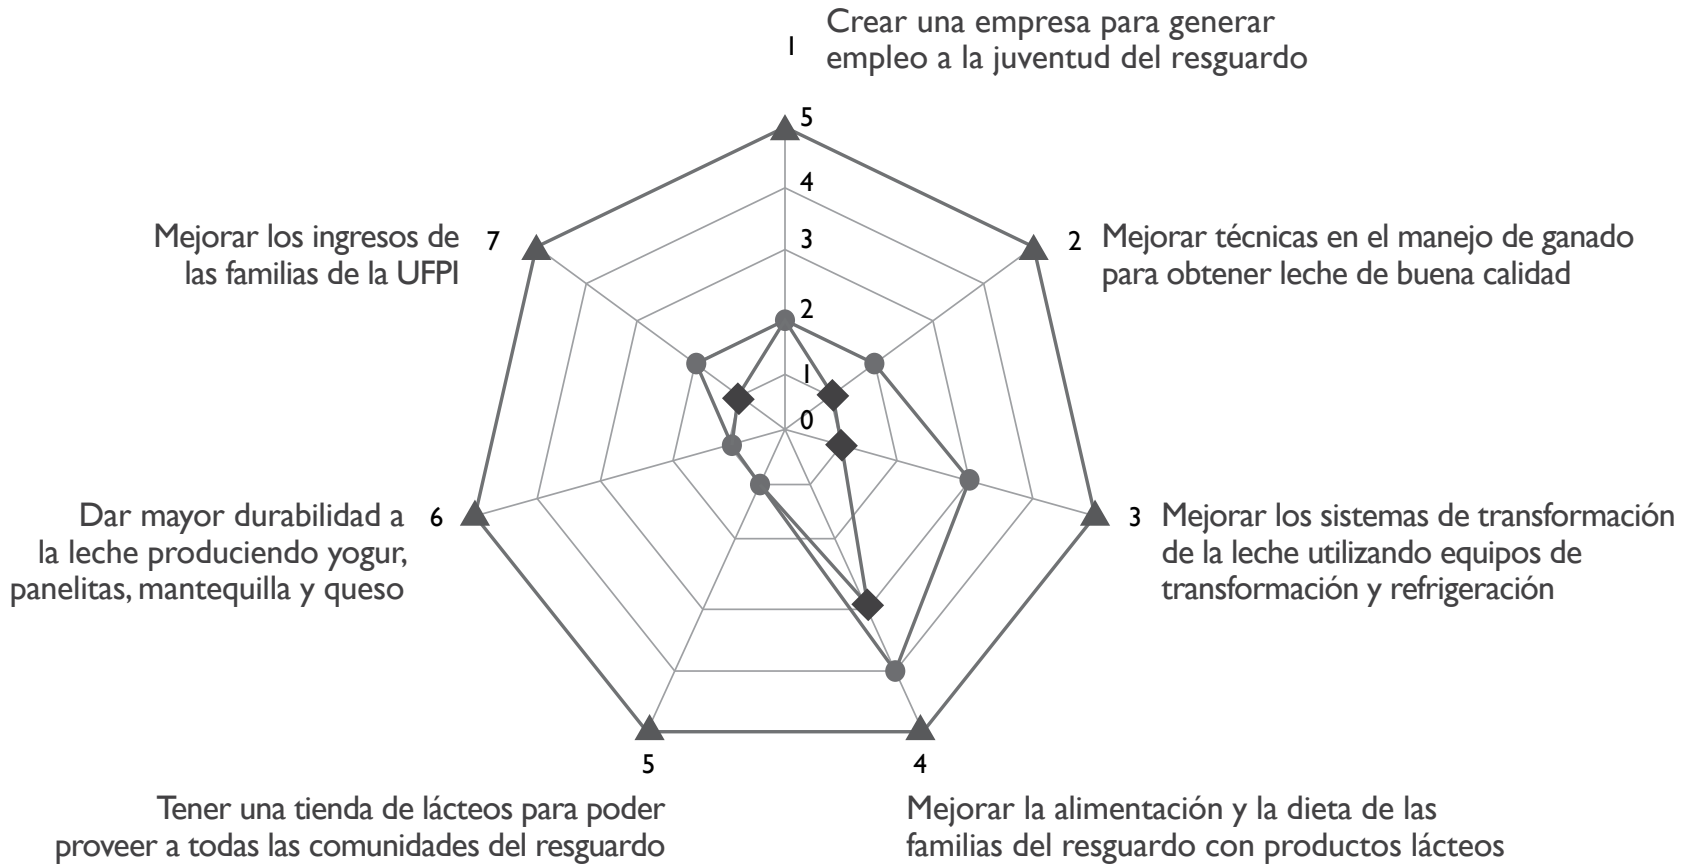 1 Crear una empresa para generar
empleo a la juventud del resguardo
5
4
3
2
1
0
7 Mejorar los ingresos de
las familias de la UFPI
2 Mejorar técnicas en el manejo de ganado
para obtener leche de buena calidad
6 Dar mayor durabilidad a
la leche produciendo yogur,
panelitas, mantequilla y queso
3 Mejorar los sistemas de transformación
de la leche utilizando equipos de
transformación y refrigeración
5
Tener una tienda de lácteos para poder
proveer a todas las comunidades del resguardo
4
Mejorar la alimentación y la dieta de las
familias del resguardo con productos lácteos